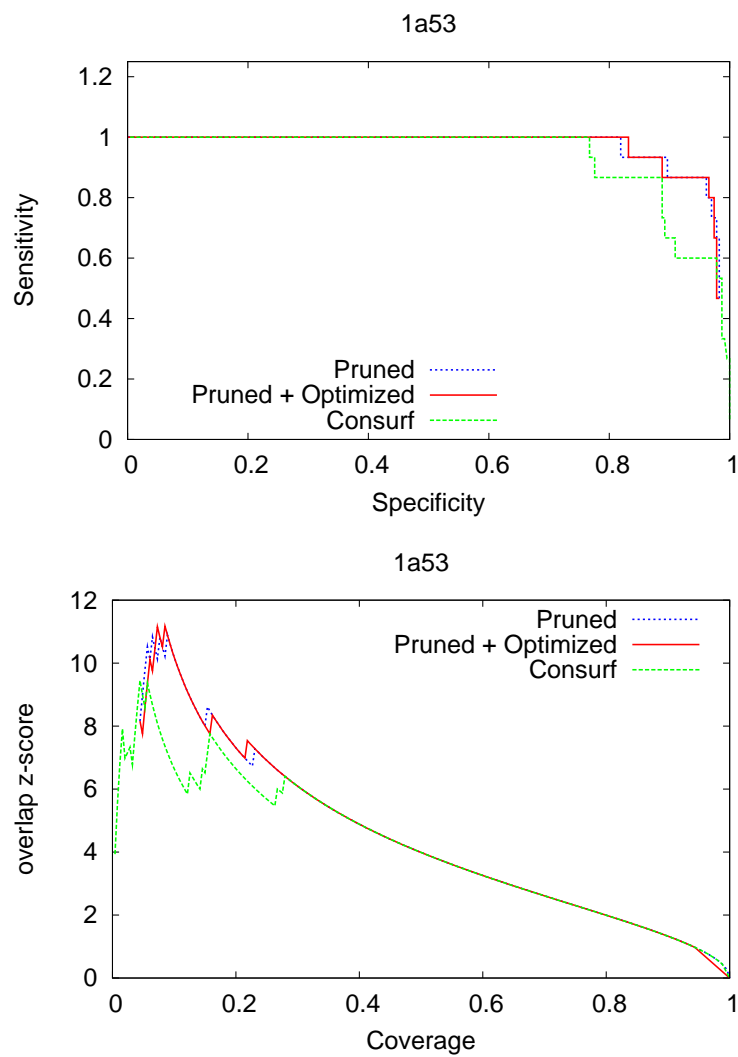 1a53
1.2
1
0.8
0.6
0.4
0.2
0
Sensitivity
Pruned
Pruned + Optimized
Consurf
0 0.2 0.4 0.6 0.8 1
Specificity
1a53
12
10
8
6
4
2
0
overlap z-score
Pruned
Pruned + Optimized
Consurf
0 0.2 0.4 0.6 0.8 1
Coverage